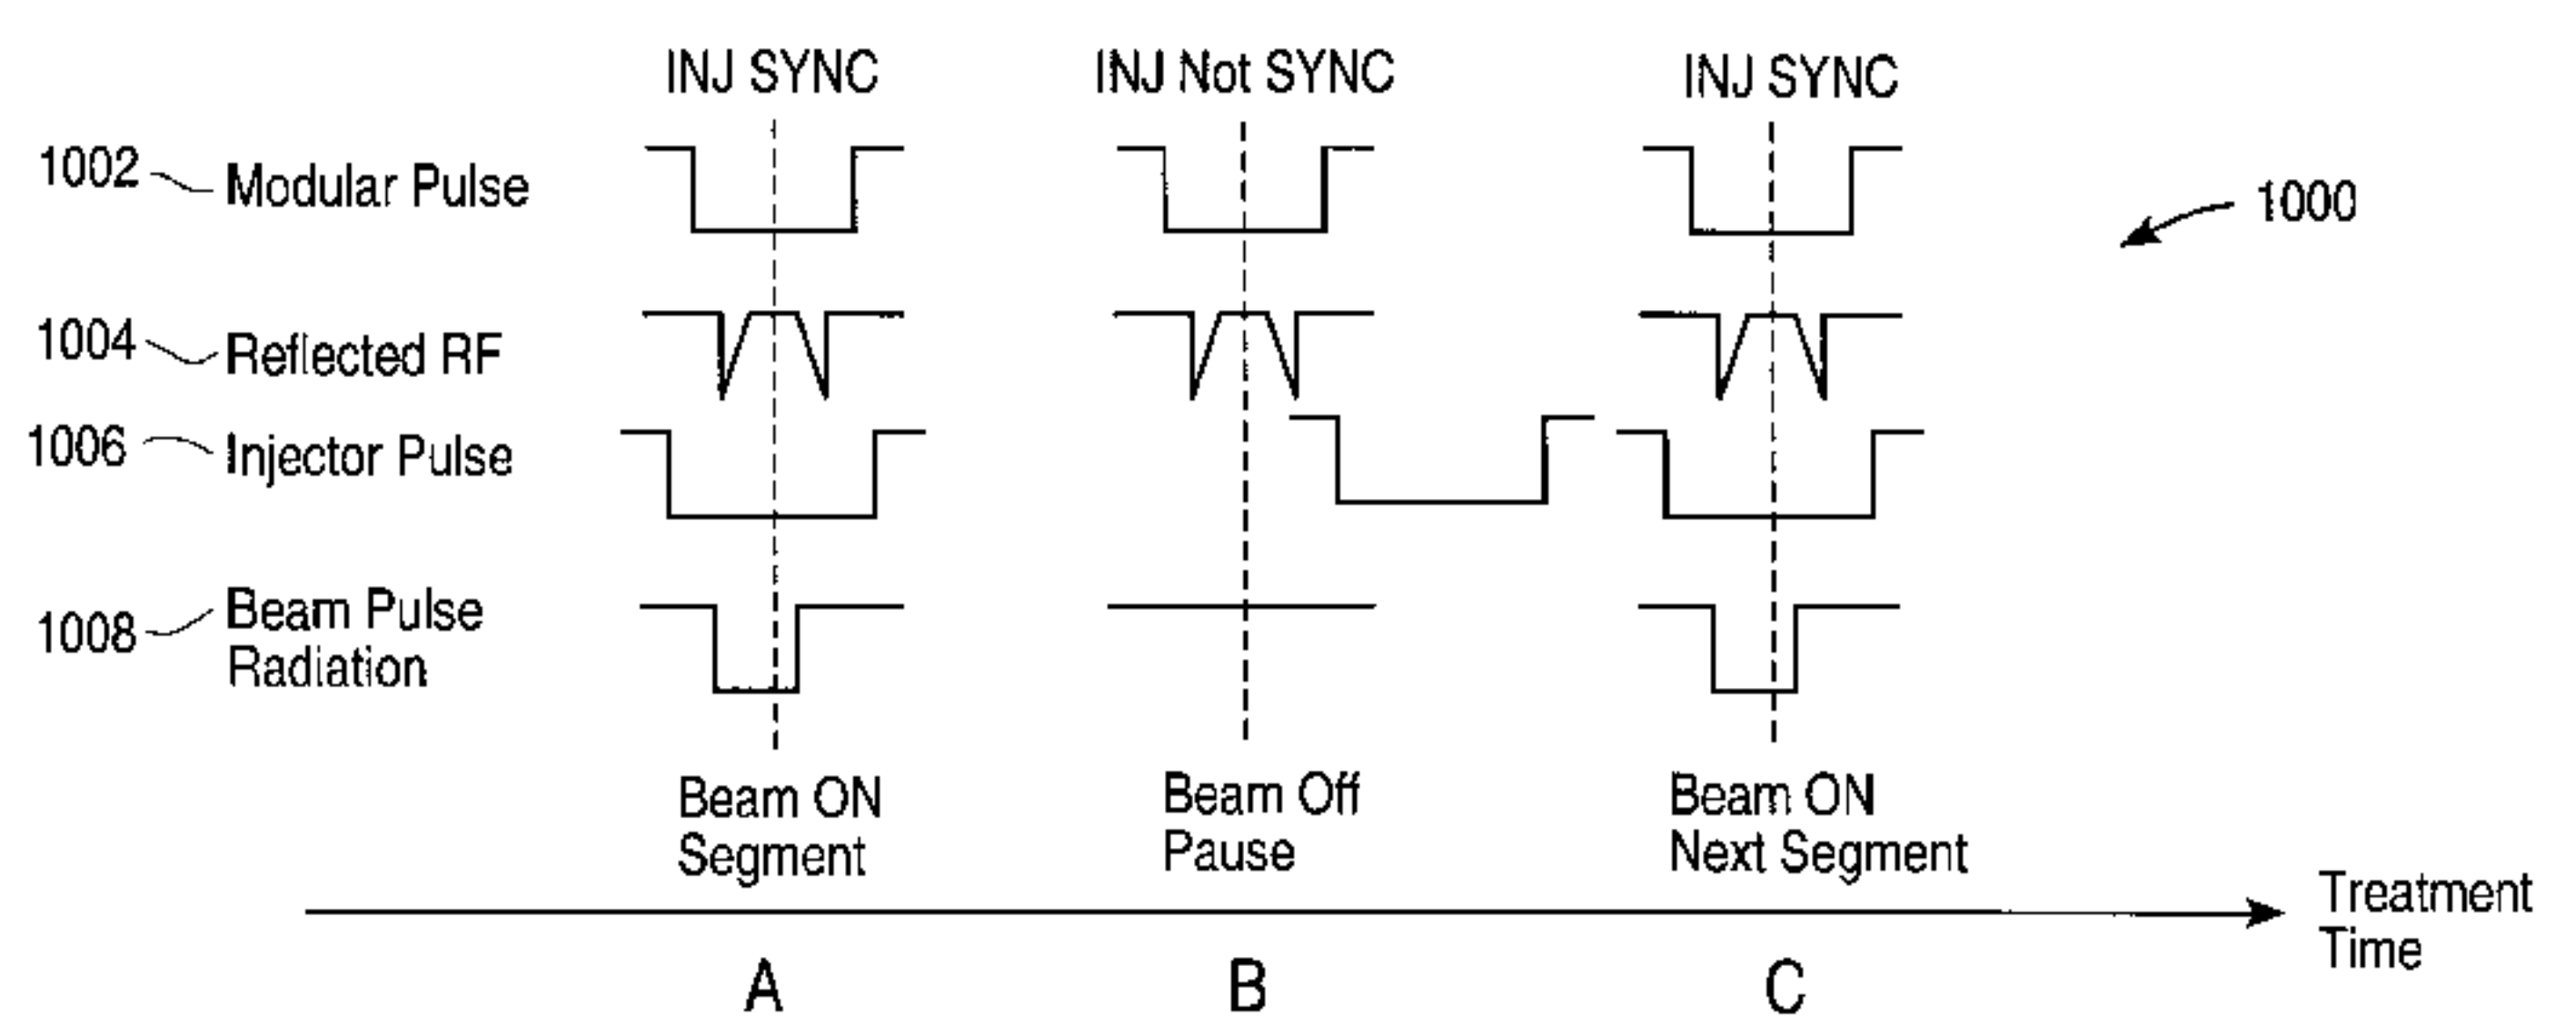 INJ SYNC
INJ Not SYNC
INJ SYNC
1002
Modular Pulse
1000
1004
Reflected RF
1006
Injector Pulse
1008
Beam Pulse
Radiation
Beam ON
Segment
Beam Off
Pause
Beam ON
Next Segment
Treatment
Time
A
B
C